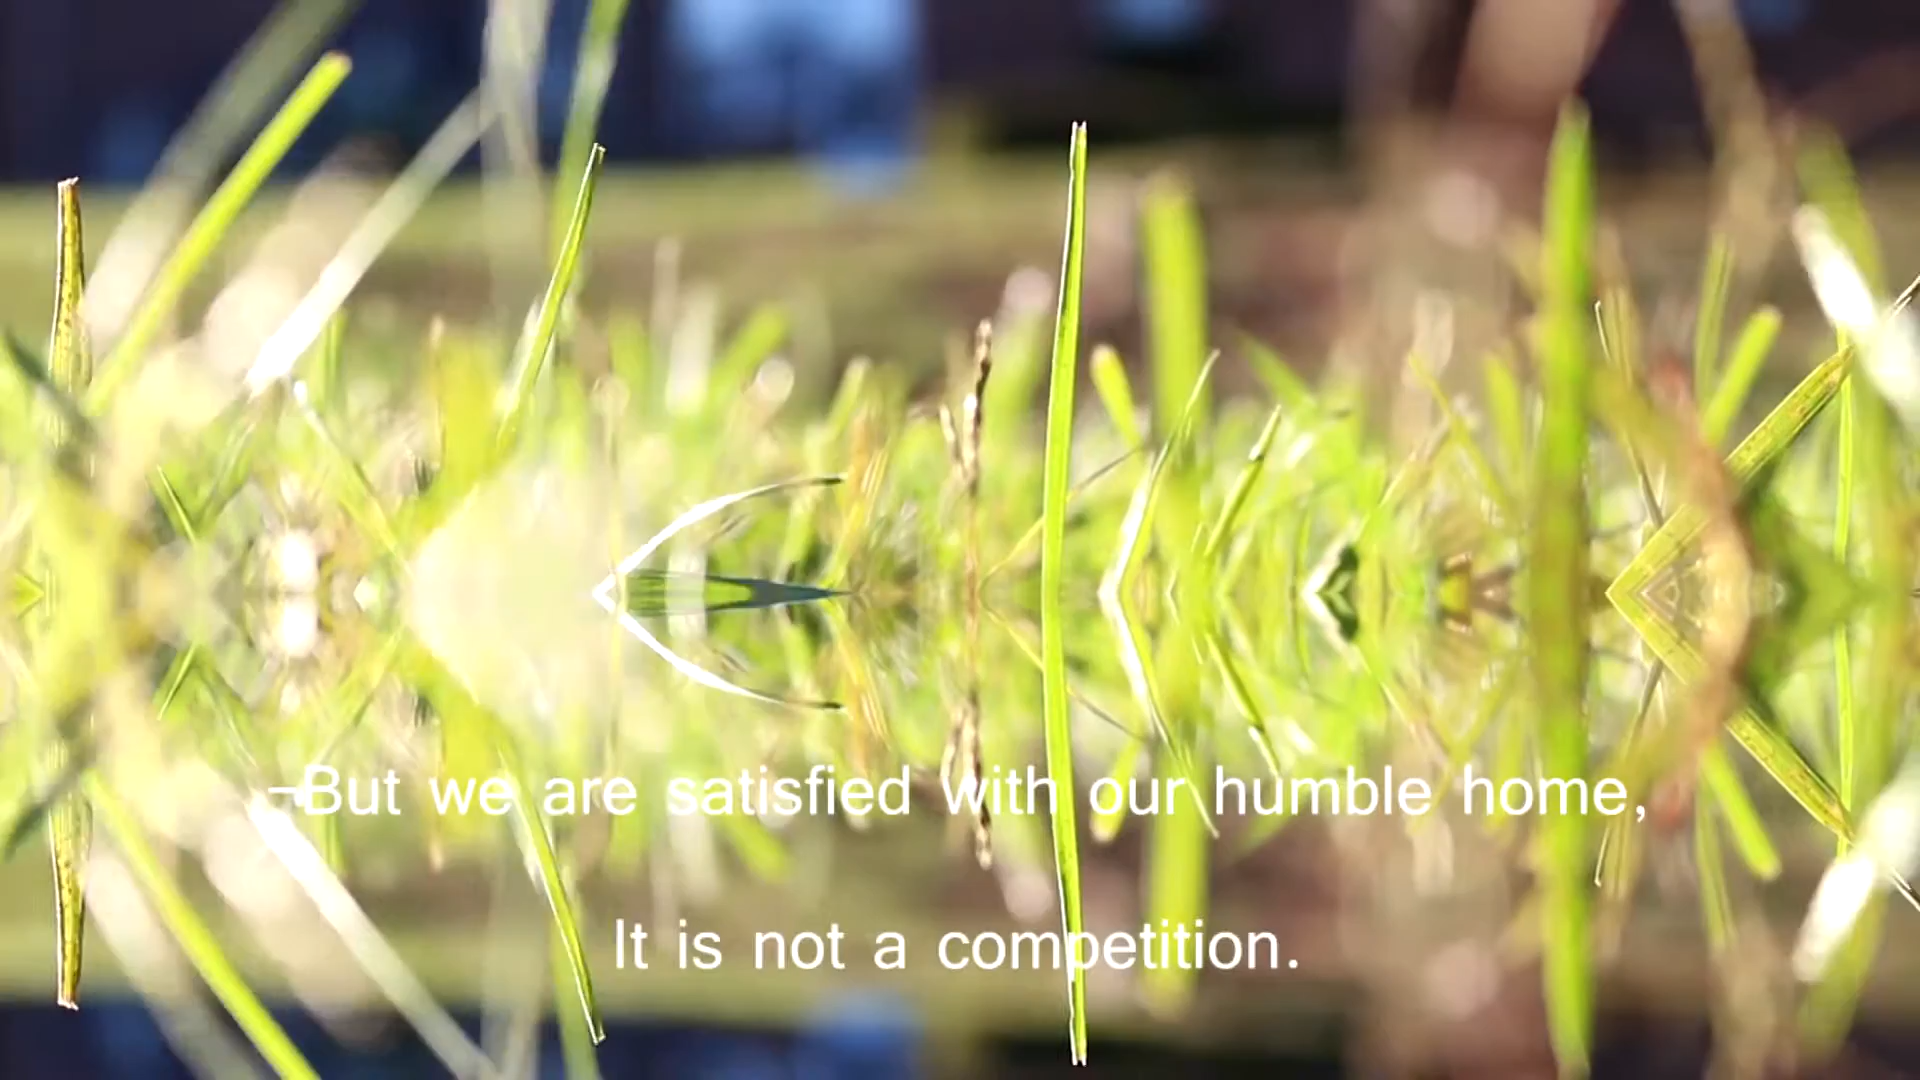 -But we are satisfied with our humble home,
It is not a competition.